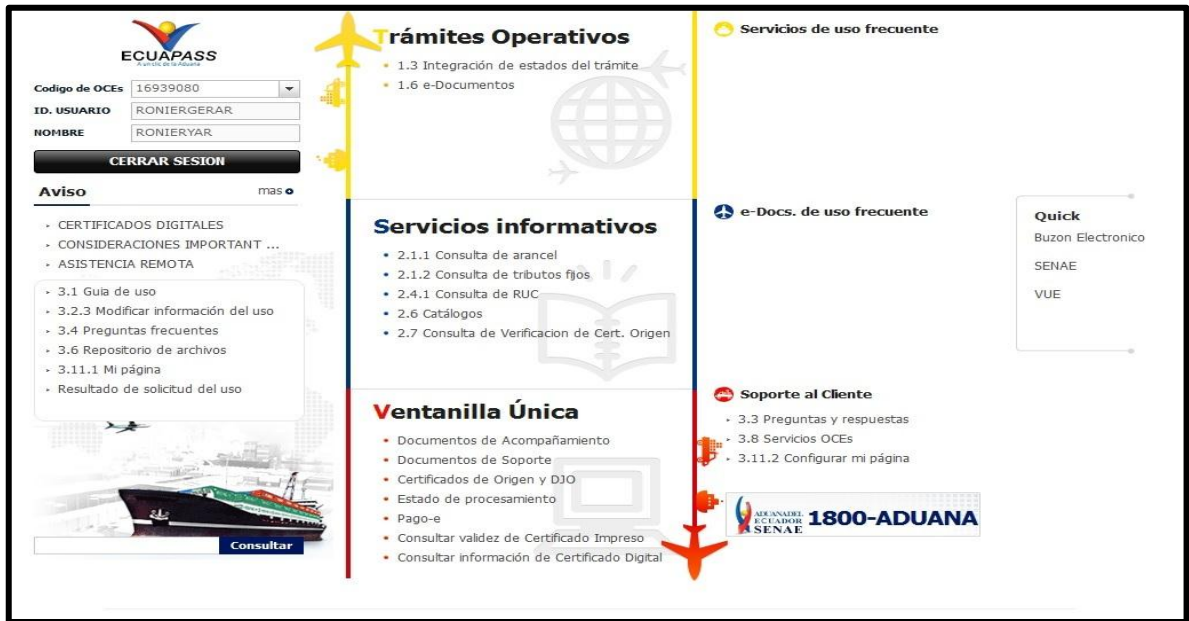 ECUAPASS
A un clic de la Aduana
Codigo de OCEs 16939080
ID. USUARIO RONIERGERAR
NOMBRE RONIERYAR
CERRAR SESION
Aviso mas
CERTIFICADOS DIGITALES
CONSIDERACIONES IMPORTANT ...
ASISTENCIA REMOTA
3.1 Guia de uso
3.2.3 Modificar información del uso
3.4 Preguntas frecuentes
3.6 Repositorio de archivos
3.11.1 Mi página
Resultado de solicitud del uso
Consultar
Trámites Operativos
1.3 Integración de estados del trámite
1.6 e-Documentos
Servicios informativos
2.1.1 Consulta de arancel
2.1.2 Consulta de tributos fijos
2.4.1 Consulta de RUC
2.6 Catálogos
2.7 Consulta de Verificacion de Cert. Origen
Ventanilla Única
Documentos de Acompañamiento
Documentos de Soporte
Certificados de Origen y DJO
Estado de procesamiento
Pago-e
Consultar validez de Certificado Impreso
Consultar información de Certificado Digital
Servicios de uso frecuente
e-Docs. de uso frecuente
Soporte al Cliente
3.3 Preguntas y respuestas
3.8 Servicios OCEs
3.11.2 Configurar mi página
ADUANA DEL
ECUADOR
SENAE
1800-ADUANA
Quick
Buzon Electronico
SENAE
VUE